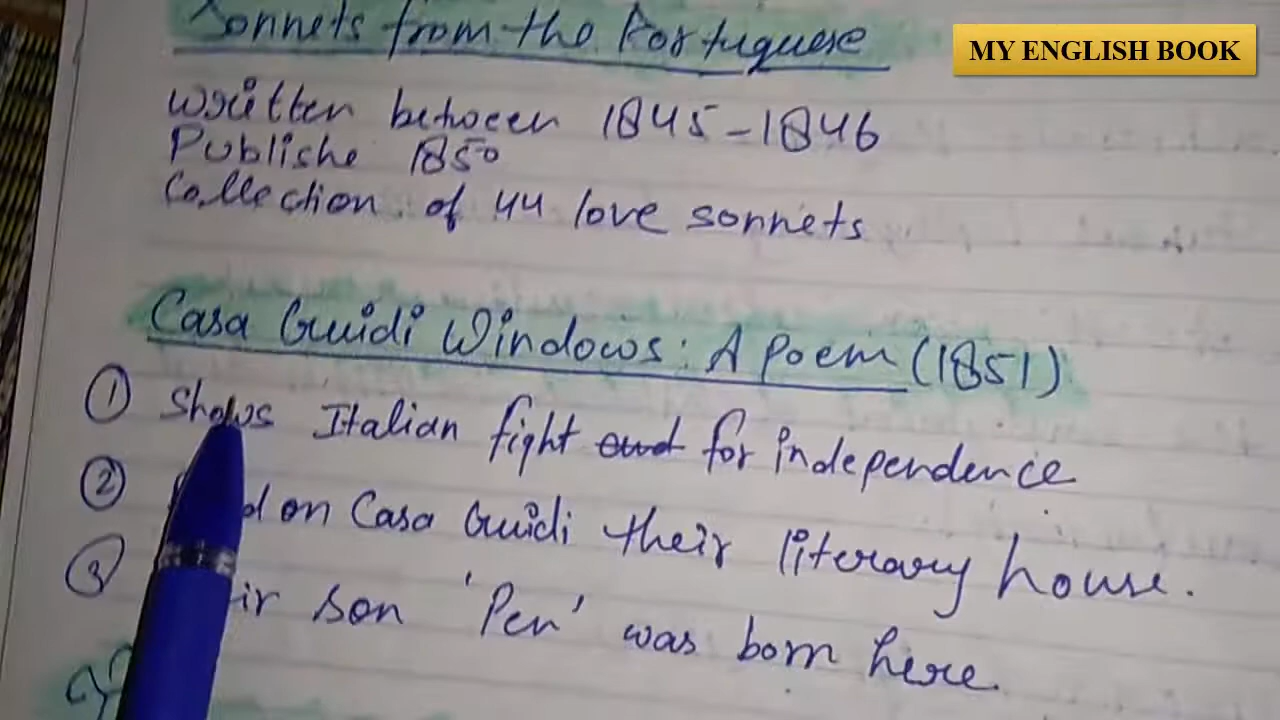 Sonnets from the Portuguese
MY ENGLISH BOOK
Written between 1845-1846
Publishe 1850
Collection of 44 love sonnets
Casa Guidi Windows: A Poem (1851)
① Shows Italian fight for independence
② on Casa Guidi their literary house.
③ son 'Pen' was born here.